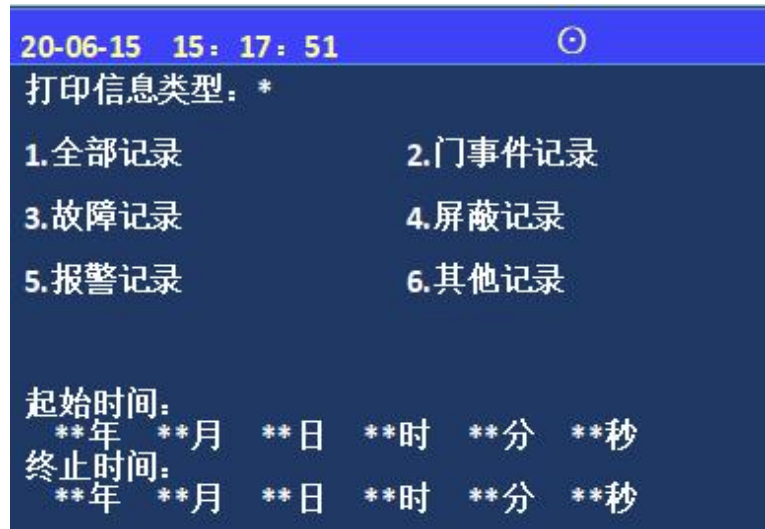 20-06-15 15：17：51
打印信息类型：*
1.全部记录 2.门事件记录
3.故障记录 4.屏蔽记录
5.报警记录 6.其他记录
起始时间：
**年 **月 **日 **时 **分 **秒
终止时间：
**年 **月 **日 **时 **分 **秒